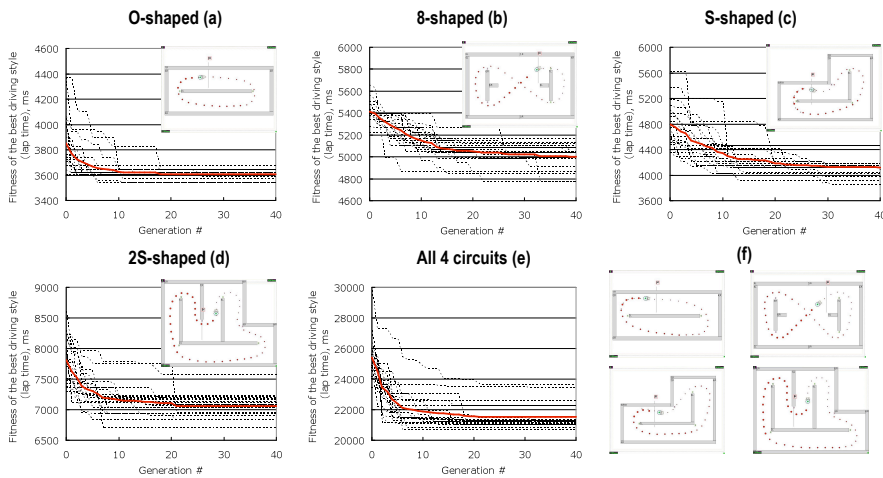 O-shaped (a)
8-shaped (b)
S-shaped (c)
Fitness of the best driving style
(lap time), ms
4600
4400
4200
4000
3800
3600
3400
0
10
20
30
40
Generation #
Fitness of the best driving style
(lap time), ms
6000
5800
5600
5400
5200
5000
4800
4600
0
10
20
30
40
Generation #
Fitness of the best driving style
(lap time), ms
6000
5600
5200
4800
4400
4000
3600
0
10
20
30
40
Generation #
2S-shaped (d)
All 4 circuits (e)
(f)
Fitness of the best driving style
(lap time), ms
9000
8500
8000
7500
7000
6500
0
10
20
30
40
Generation #
Fitness of the best driving style
(lap time), ms
30000
28000
26000
24000
22000
20000
0
10
20
30
40
Generation #